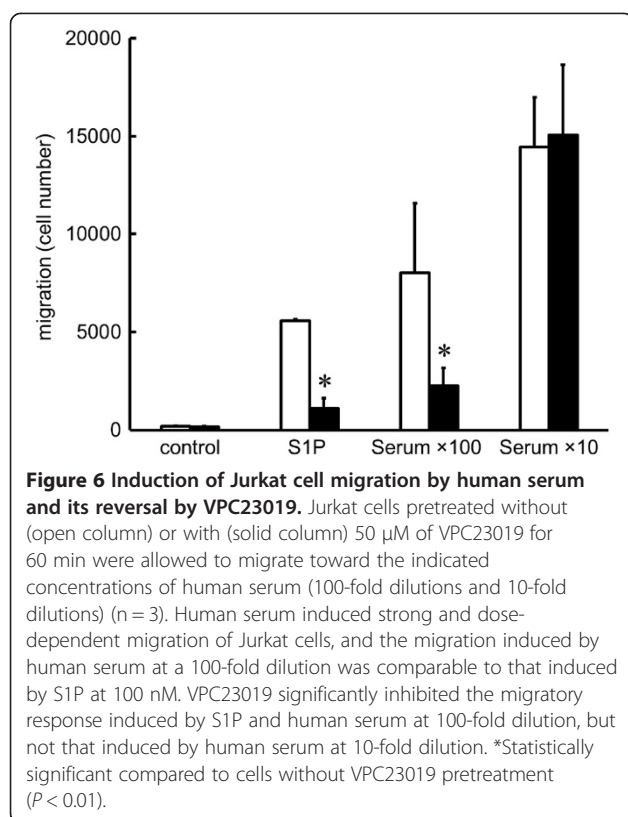 20000
15000
10000
5000
0
migration (cell number)
*
*
control S1P Serum ×100 Serum ×10
Figure 6 Induction of Jurkat cell migration by human serum
and its reversal by VPC23019. Jurkat cells pretreated without
(open column) or with (solid column) 50 μM of VPC23019 for
60 min were allowed to migrate toward the indicated
concentrations of human serum (100-fold dilutions and 10-fold
dilutions) (n = 3). Human serum induced strong and dose-
dependent migration of Jurkat cells, and the migration induced by
human serum at a 100-fold dilution was comparable to that induced
by S1P at 100 nM. VPC23019 significantly inhibited the migratory
response induced by S1P and human serum at 100-fold dilution, but
not that induced by human serum at 10-fold dilution. *Statistically
significant compared to cells without VPC23019 pretreatment
(P < 0.01).